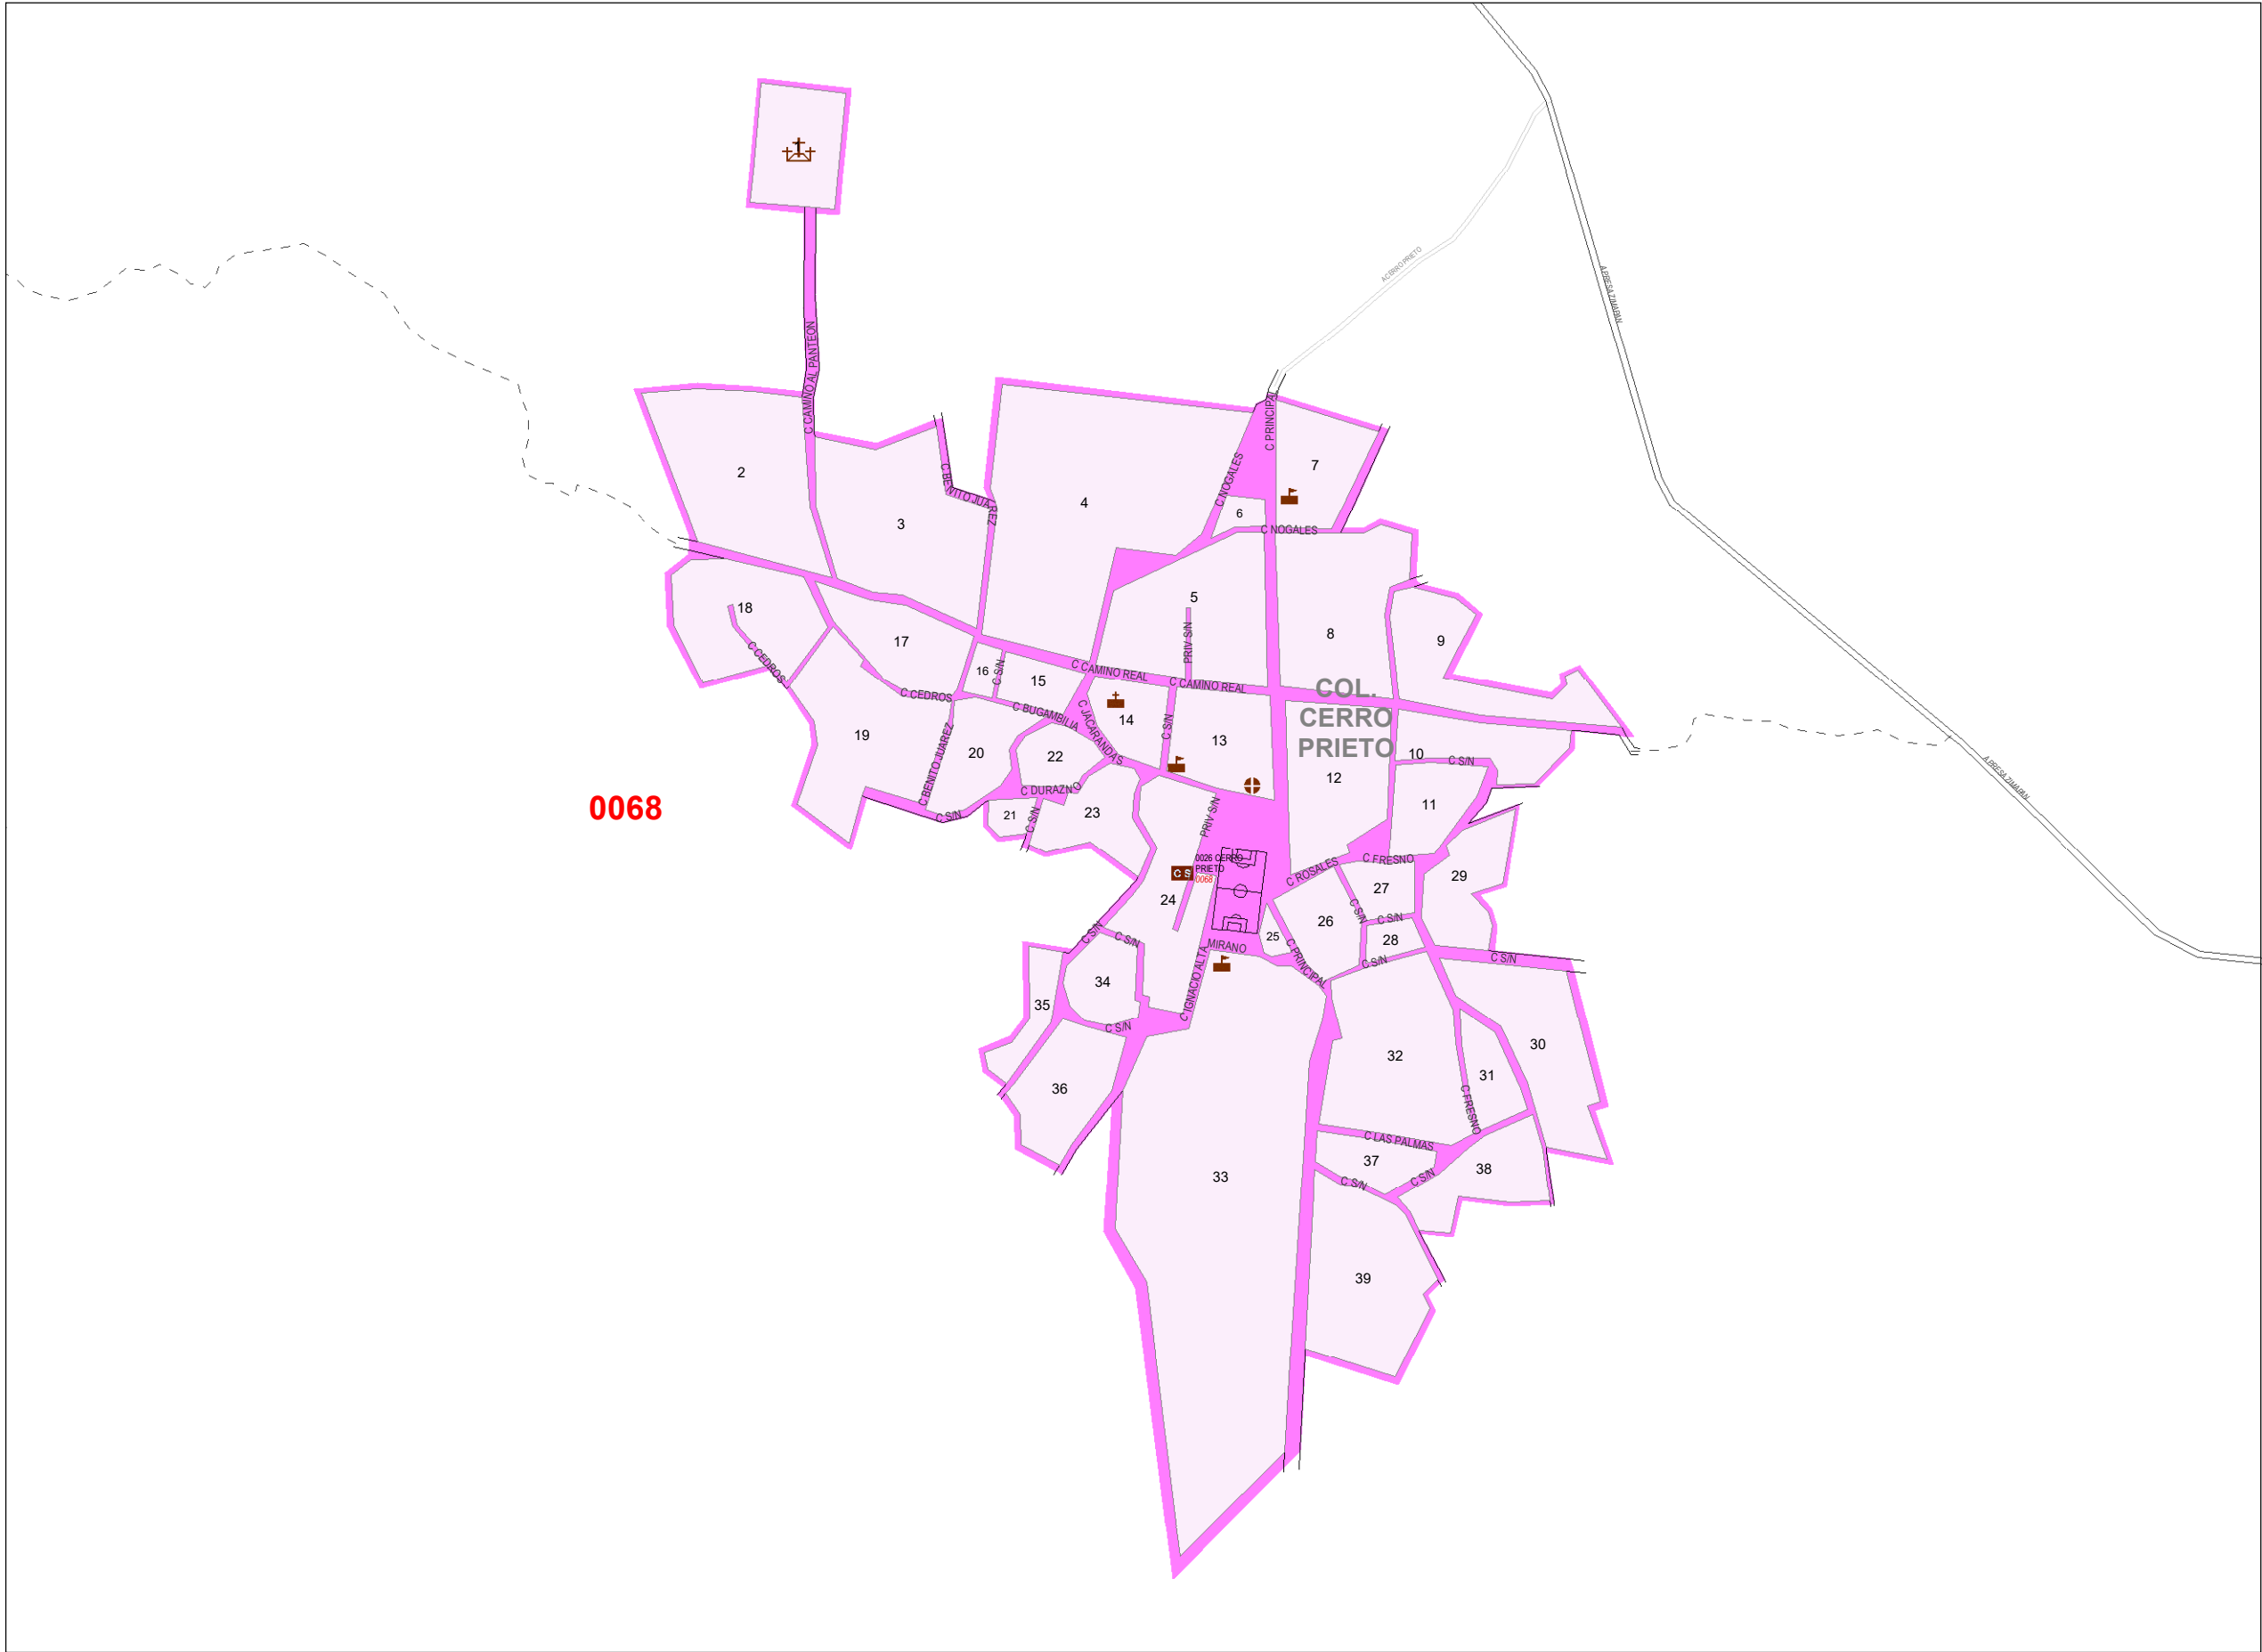 1
A CERRO PRIETO
A PRESA ZIMAPAN
C CAMINO AL PANTEON
C PRINCIPAL
2
3
4
C BENITO JUAREZ
C NOGALES
7
6
C NOGALES
5
PRIV S/N
8
9
18
C CEDROS
17
16
C S/N
15
C CAMINO REAL
C CAMINO REAL
COL.
CERRO
PRIETO
C CEDROS
C BUGAMBILIA
C JACARANDAS
14
C S/N
13
10
C S/N
19
C BENITO JUAREZ
20
22
12
A PRESA ZIMAPAN
0068
C DURAZNO
C S/N
21
C S/N
23
PRIV S/N
11
0026 CERRO
PRIETO
0068
C S
C ROSALES
C FRESNO
27
29
24
C S/N
C S/N
26
25
28
C S/N
C S/N
MIRANO
C PRINCIPAL
C S/N
C S/N
34
35
C IGNACIO ALTA
C S/N
36
32
30
31
C FRESNO
C LAS PALMAS
37
33
C S/N
C S/N
38
39